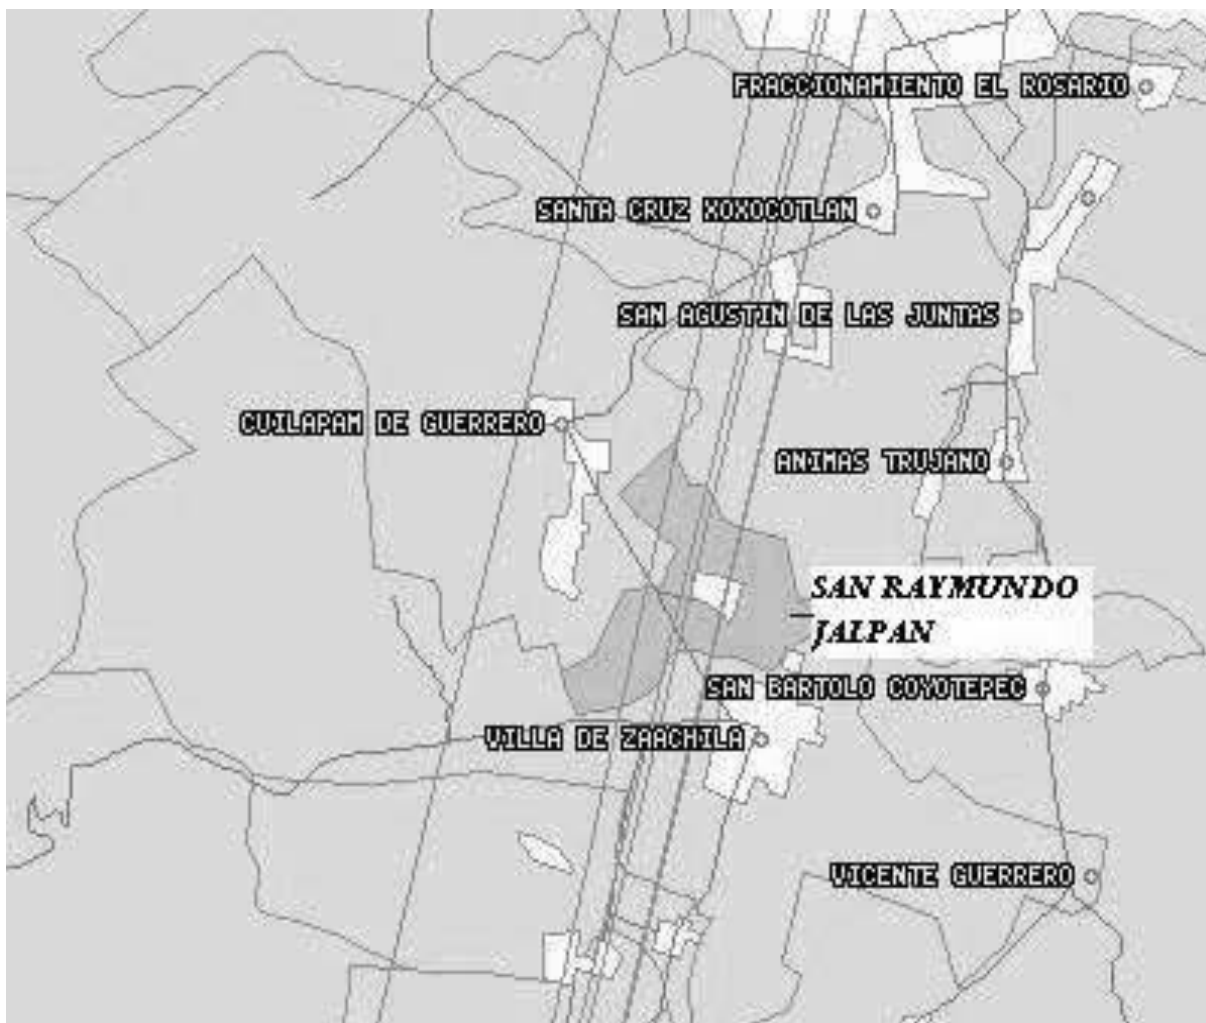 FRACCIONAMIENTO EL ROSARIO
SANTA CRUZ XOXOCOTLAN
SAN AGUSTIN DE LAS JUNTAS
CUILAPAM DE GUERRERO
ANIMAS TRUJANO
SAN RAYMUNDO
JALPAN
SAN BARTOLO COYOTEPEC
VILLA DE ZAACHILA
VICENTE GUERRERO